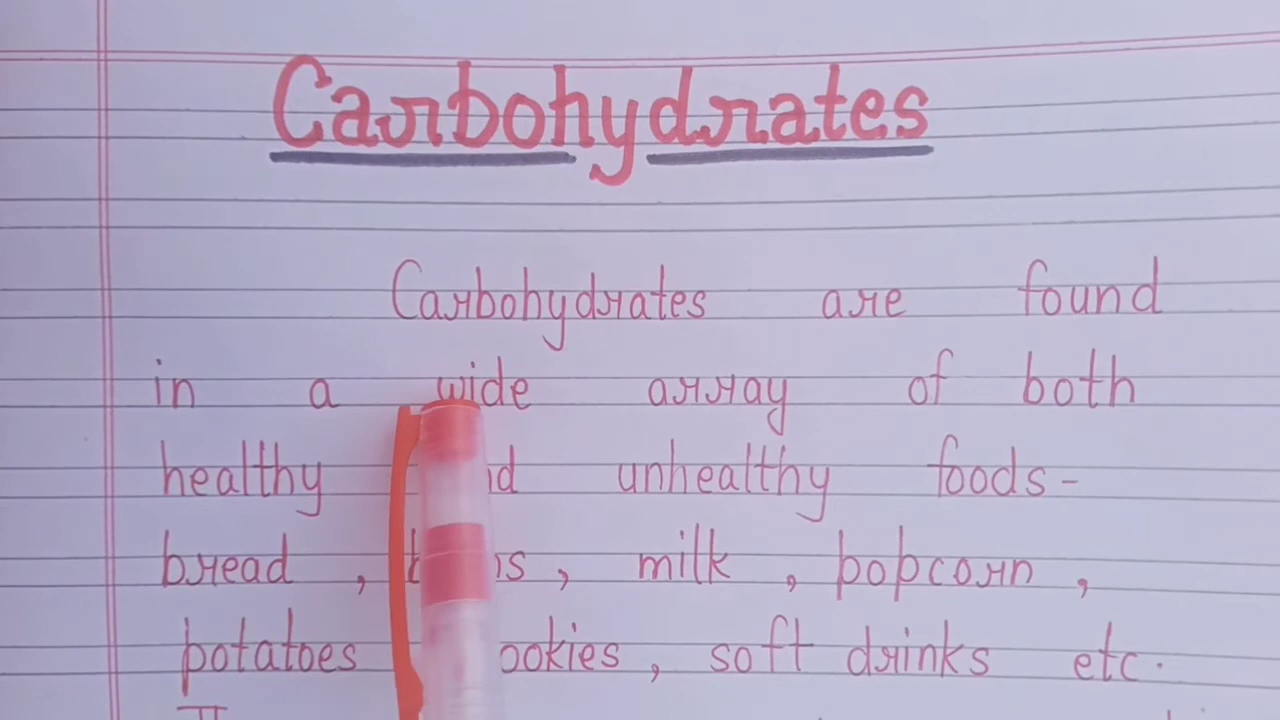 Carbohydrates
Carbohydrates are found
in a wide array of both
healthy unhealthy foods-
bread , , milk , popcorn ,
potatoes , soft drinks etc.